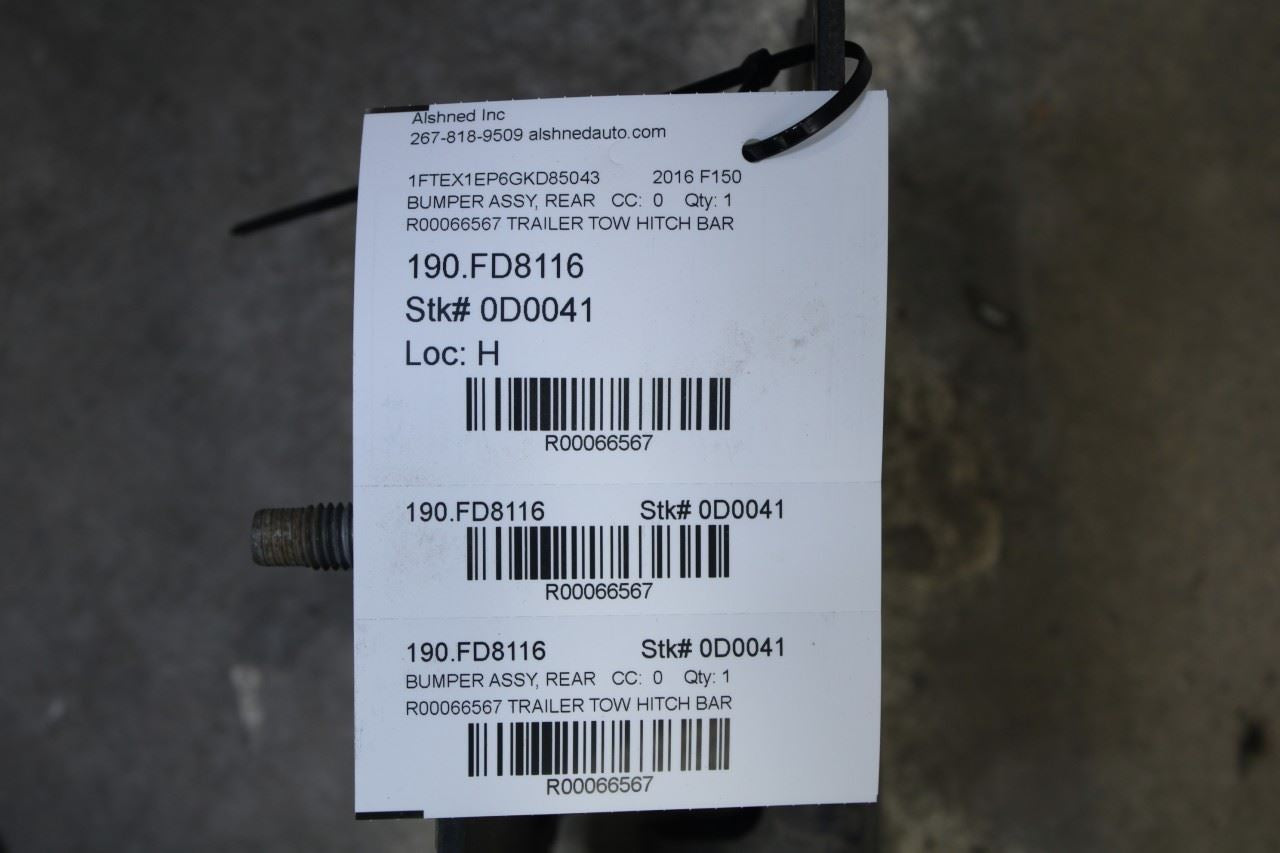 Alshned Inc
267-818-9509 alshnedauto.com
1FTEX1EP6GKD85043 2016 F150
BUMPER ASSY, REAR CC: 0 Qty: 1
R00066567 TRAILER TOW HITCH BAR
190.FD8116
Stk# 0D0041
Loc: H
R00066567
190.FD8116 Stk# 0D0041
R00066567
190.FD8116 Stk# 0D0041
BUMPER ASSY, REAR CC: 0 Qty: 1
R00066567 TRAILER TOW HITCH BAR
R00066567